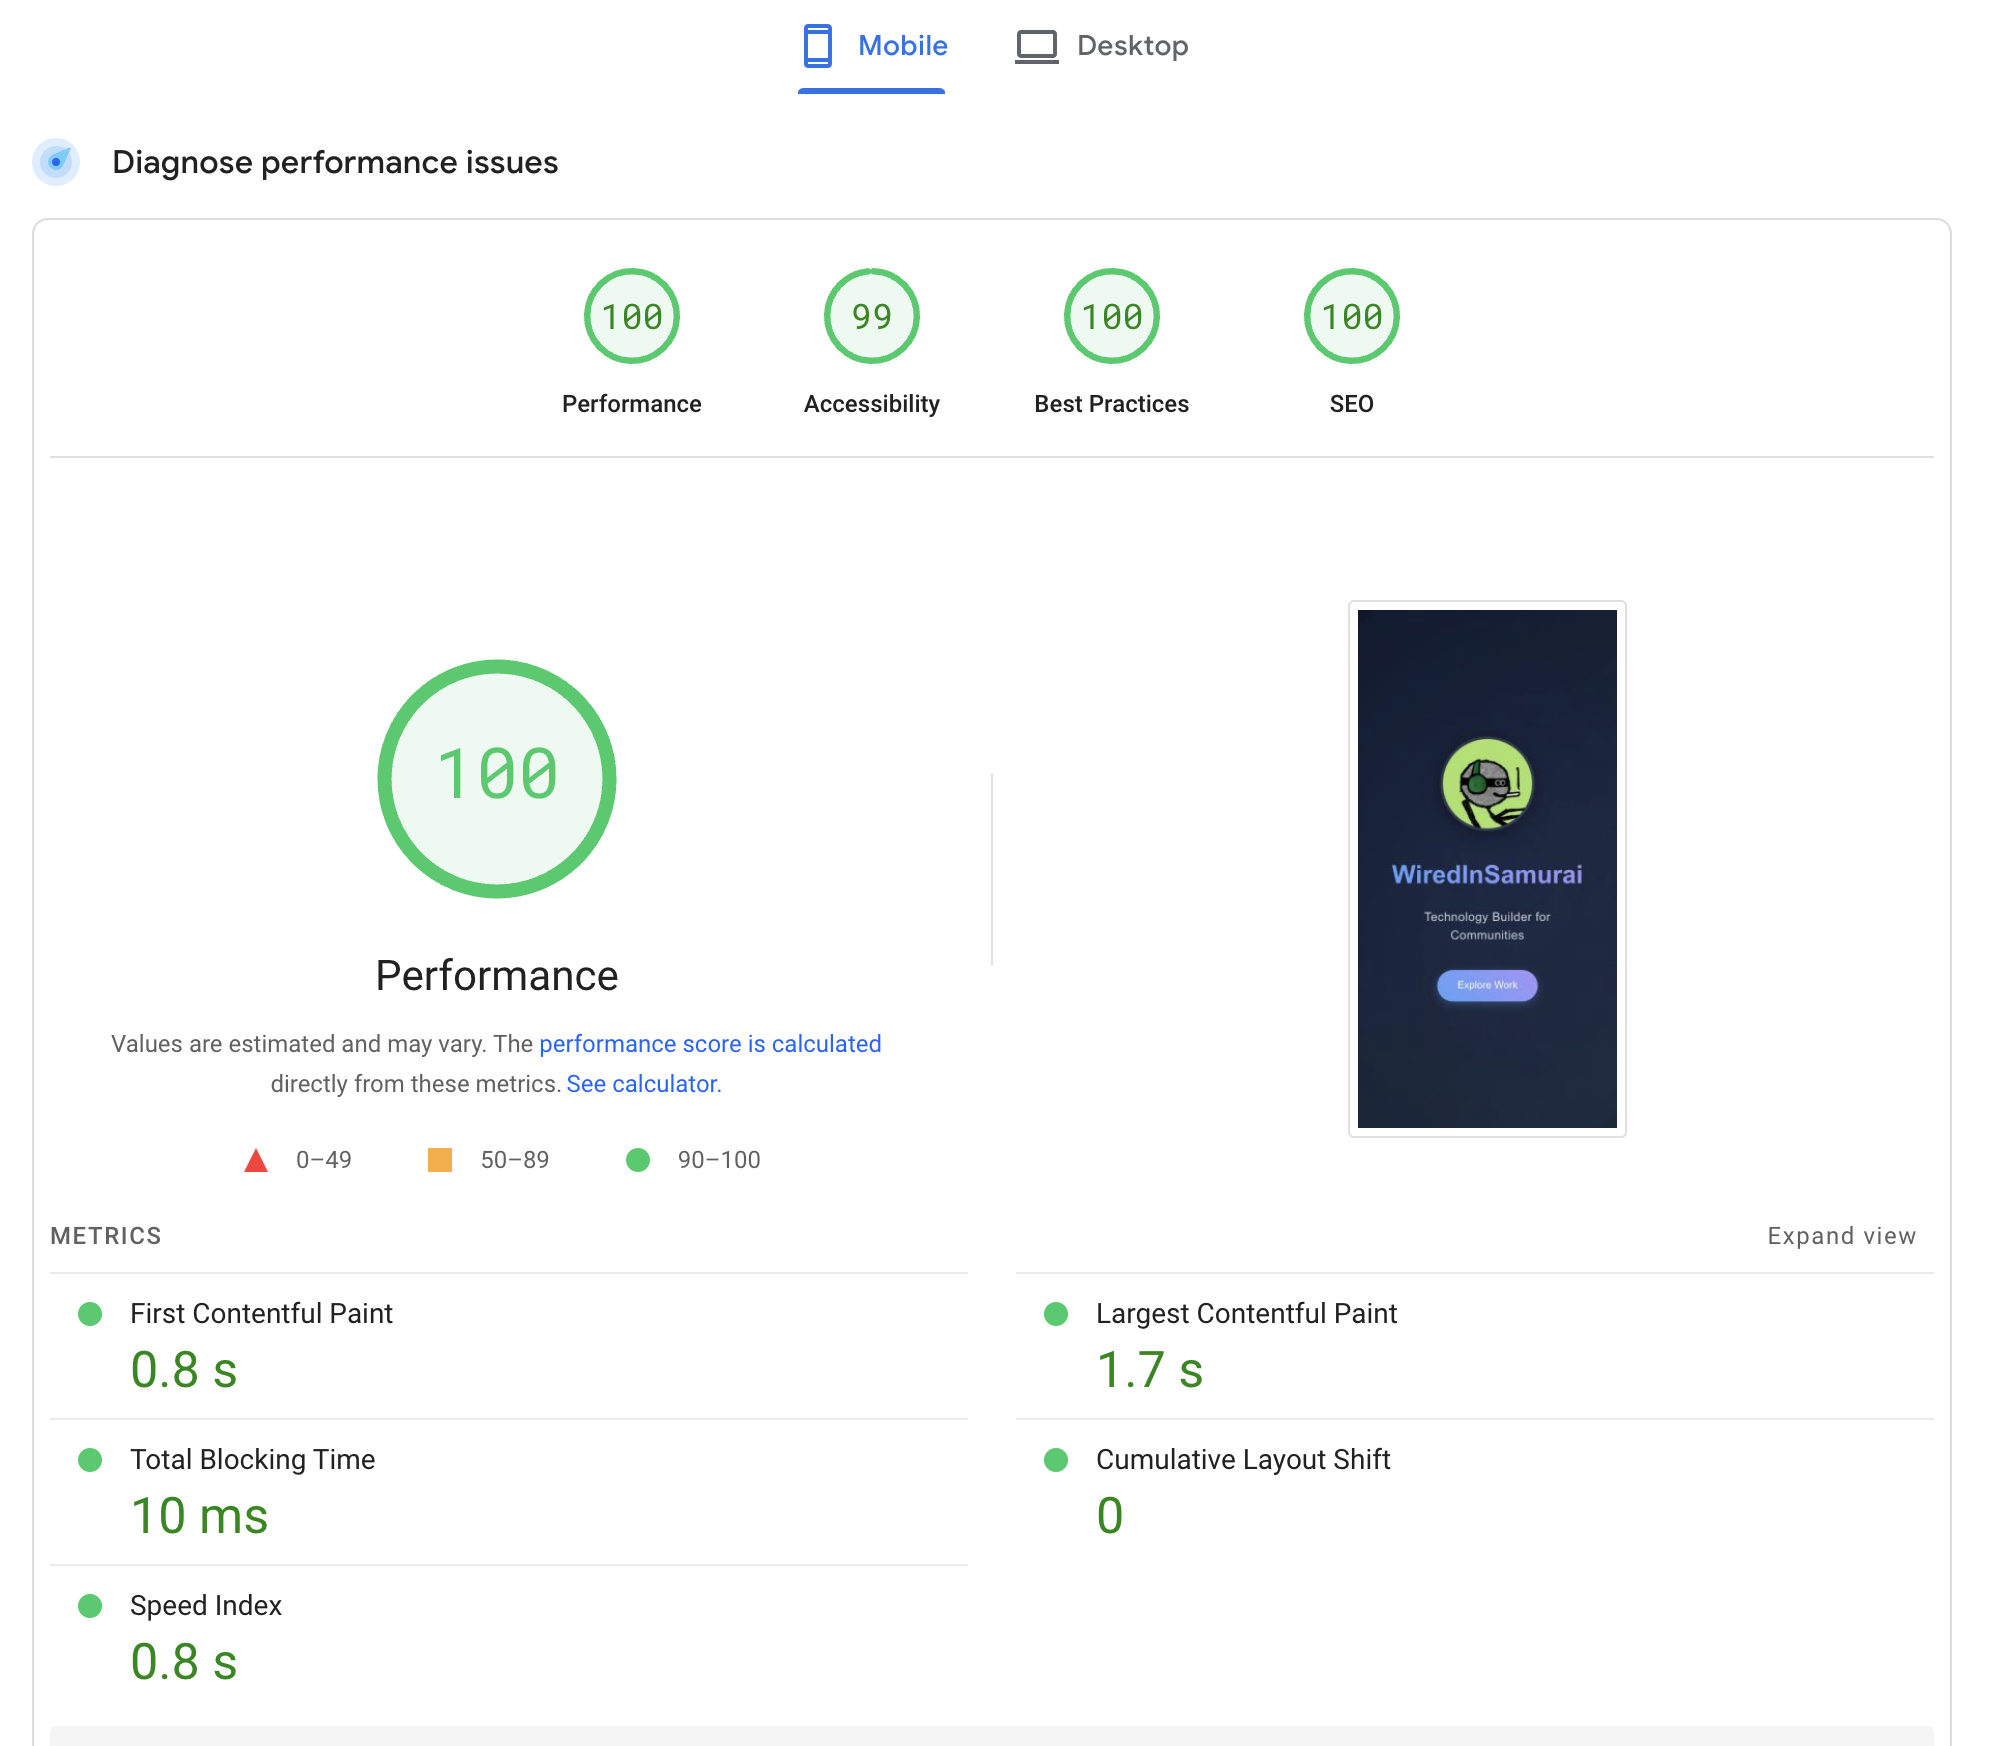 Mobile
Desktop
Diagnose performance issues
100
99
100
100
Performance
Accessibility
Best Practices
SEO
100
Performance
Values are estimated and may vary. The performance score is calculated
directly from these metrics. See calculator.
0–49
50–89
90–100
WiredInSamurai
Technology Builder for
Communities
Explore Work
METRICS
Expand view
First Contentful Paint
0.8 s
Largest Contentful Paint
1.7 s
Total Blocking Time
10 ms
Cumulative Layout Shift
0
Speed Index
0.8 s